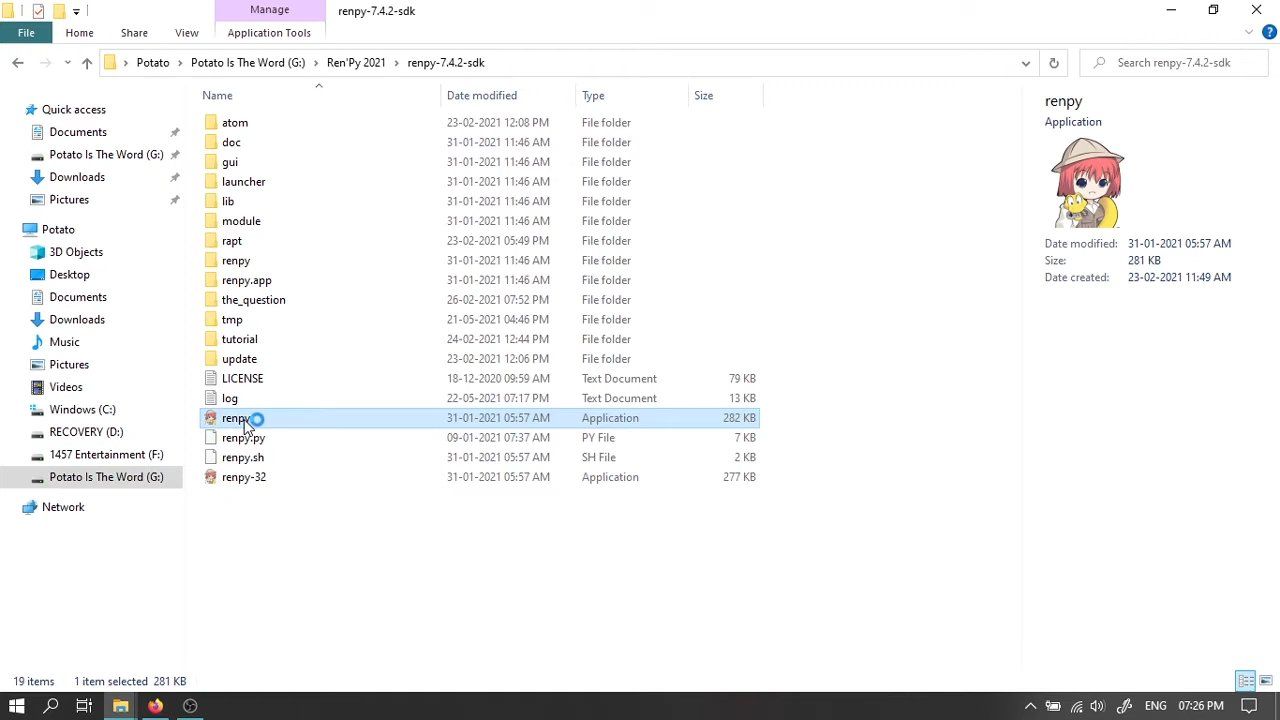 Manage
renpy-7.4.2-sdk
File
Home
Share
View
Application Tools
Potato
Potato Is The Word (G:)
Ren'Py 2021
renpy-7.4.2-sdk
Search renpy-7.4.2-sdk
Name
Date modified
Type
Size
Quick access
Documents
Potato Is The Word (G:)
Downloads
Pictures
Potato
3D Objects
Desktop
Documents
Downloads
Music
Pictures
Videos
Windows (C:)
RECOVERY (D:)
1457 Entertainment (F:)
Potato Is The Word (G:)
Network
atom 23-02-2021 12:08 PM File folder
doc 31-01-2021 11:46 AM File folder
gui 31-01-2021 11:46 AM File folder
launcher 31-01-2021 11:46 AM File folder
lib 31-01-2021 11:46 AM File folder
module 31-01-2021 11:46 AM File folder
rapt 23-02-2021 05:49 PM File folder
renpy 31-01-2021 11:46 AM File folder
renpy.app 31-01-2021 11:46 AM File folder
the_question 26-02-2021 07:52 PM File folder
tmp 21-05-2021 04:46 PM File folder
tutorial 24-02-2021 12:44 PM File folder
update 23-02-2021 12:06 PM File folder
LICENSE 18-12-2020 09:59 AM Text Document 79 KB
log 22-05-2021 07:17 PM Text Document 13 KB
renpy 31-01-2021 05:57 AM Application 282 KB
renpy.py 09-01-2021 07:37 AM PY File 7 KB
renpy.sh 31-01-2021 05:57 AM SH File 2 KB
renpy-32 31-01-2021 05:57 AM Application 277 KB
renpy
Application
Date modified: 31-01-2021 05:57 AM
Size: 281 KB
Date created: 23-02-2021 11:49 AM
19 items 1 item selected 281 KB
ENG 07:26 PM